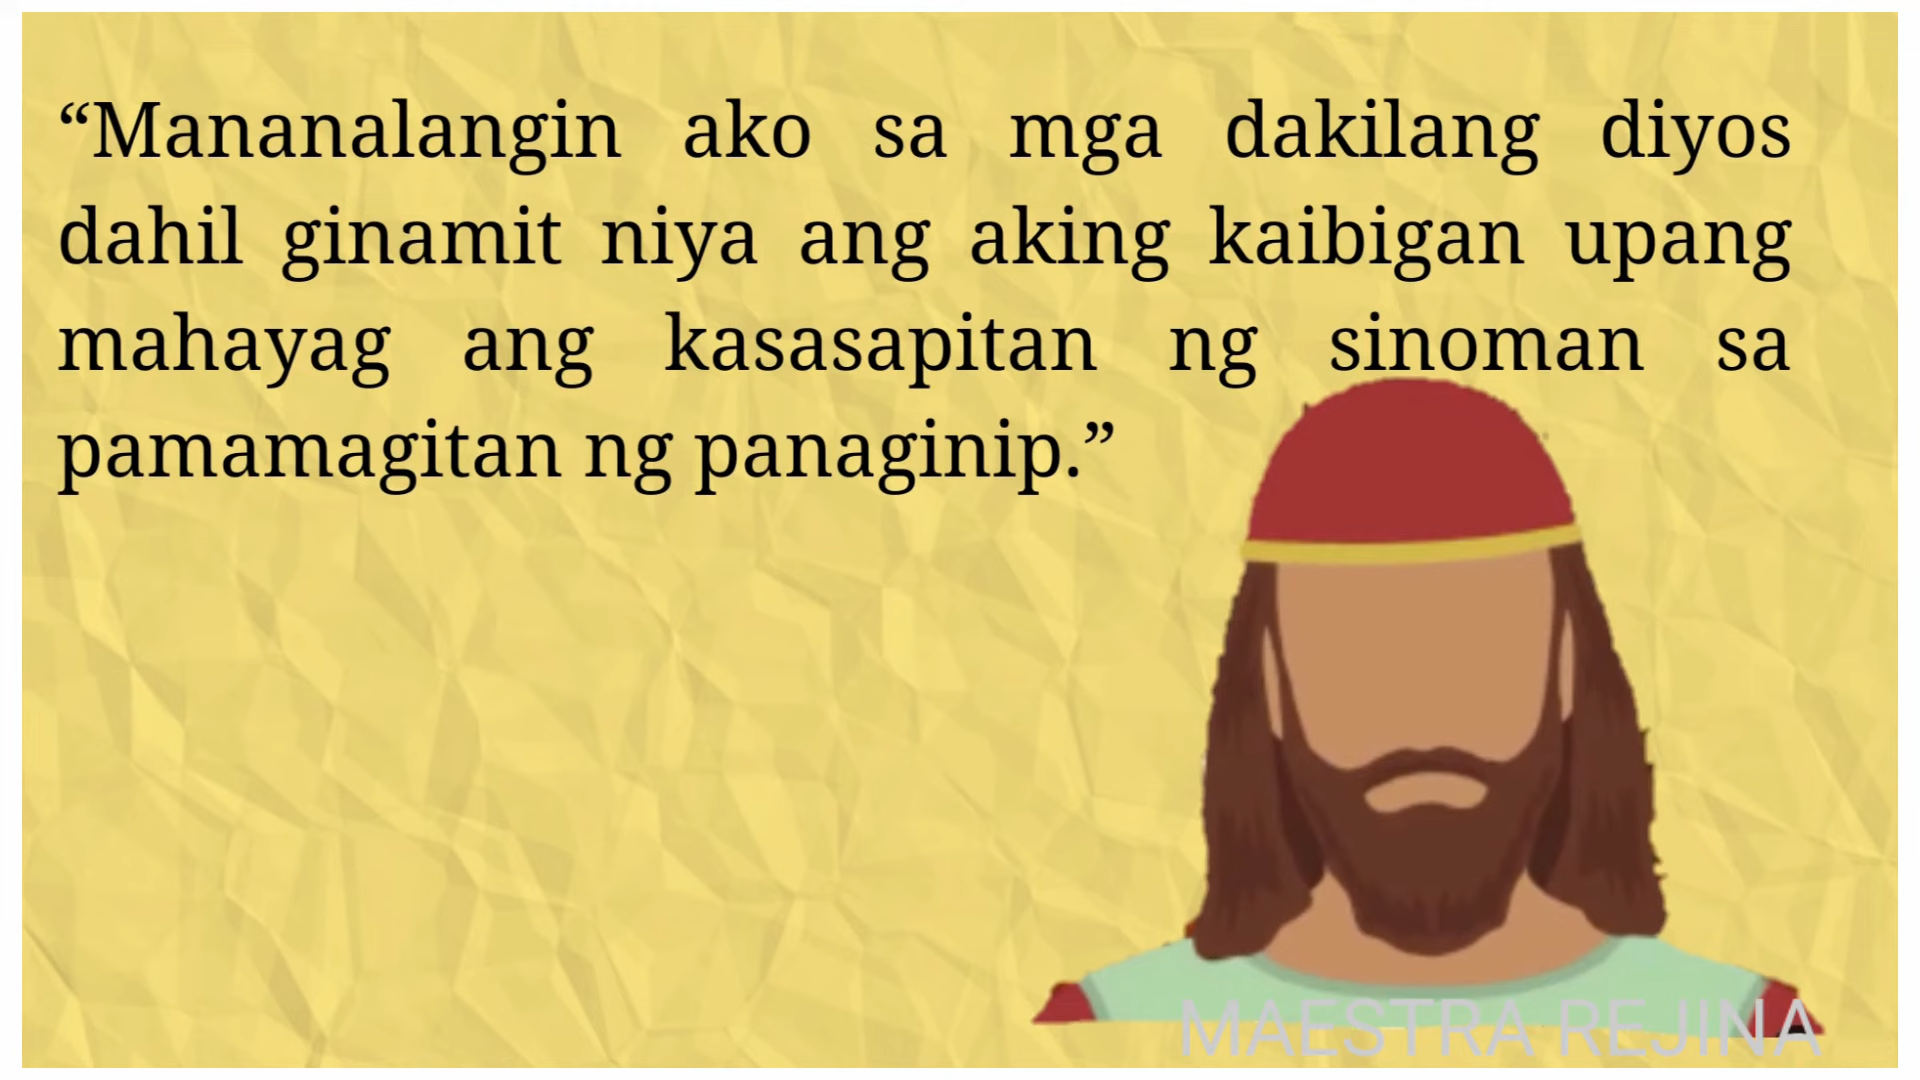 “Mananalangin ako sa mga dakilang diyos
dahil ginamit niya ang aking kaibigan upang
mahayag ang kasasapitan ng sinoman sa
pamamagitan ng panaginip.”
MAESTRA REJINA